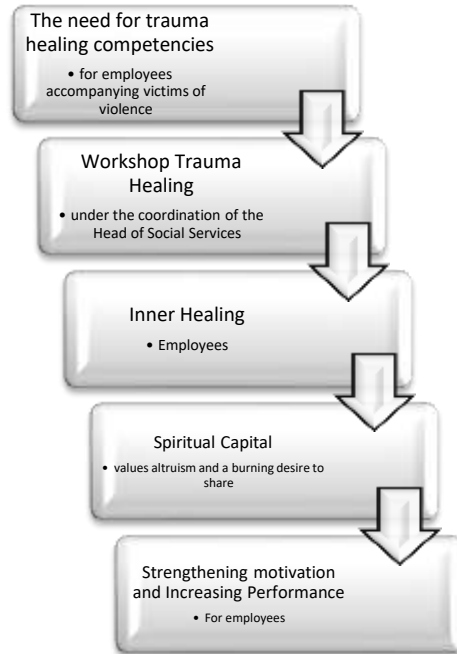 The need for trauma
healing competencies
• for employees
accompanying victims of
violence
Workshop Trauma
Healing
• under the coordination of the
Head of Social Services
Inner Healing
• Employees
Spiritual Capital
• values altruism and a burning desire to
share
Strengthening motivation
and Increasing Performance
• For employees